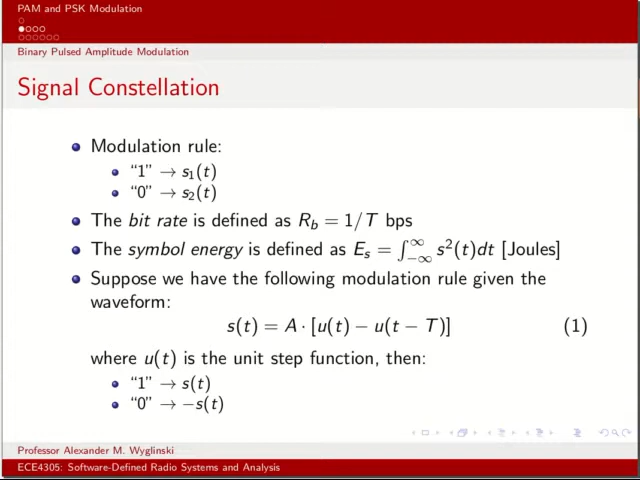 PAM and PSK Modulation
Binary Pulsed Amplitude Modulation
Signal Constellation
Modulation rule:
“1” → s₁(t)
“0” → s₂(t)
The bit rate is defined as R_b = 1/T bps
The symbol energy is defined as E_s = ∫_{−∞}^{∞} s²(t)dt [Joules]
Suppose we have the following modulation rule given the
waveform:
s(t) = A · [u(t) − u(t − T)] (1)
where u(t) is the unit step function, then:
“1” → s(t)
“0” → −s(t)
Professor Alexander M. Wyglinski
ECE4305: Software-Defined Radio Systems and Analysis